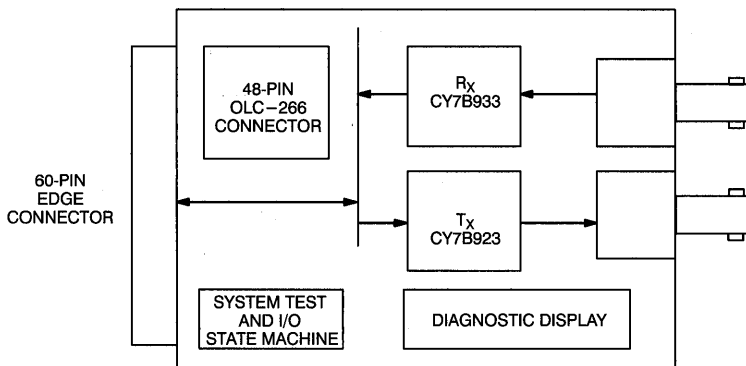 48-PIN
OLC-266
CONNECTOR
RX
CY7B933
60-PIN
EDGE
CONNECTOR
TX
CY7B923
SYSTEM TEST
AND I/O
STATE MACHINE
DIAGNOSTIC DISPLAY